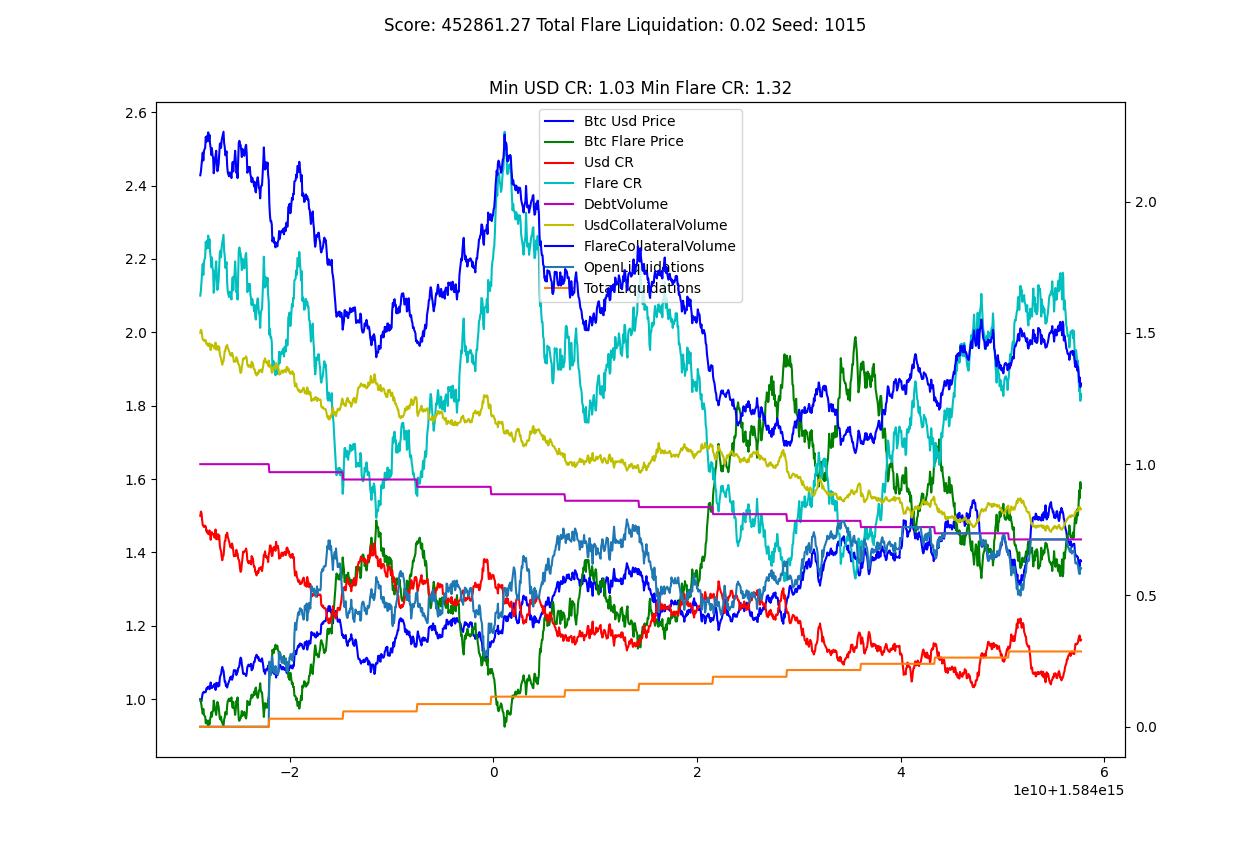 Score: 452861.27 Total Flare Liquidation: 0.02 Seed: 1015
Min USD CR: 1.03 Min Flare CR: 1.32
2.6
2.4
2.2
2.0
1.8
1.6
1.4
1.2
1.0
Btc Usd Price
Btc Flare Price
Usd CR
Flare CR
DebtVolume
UsdCollateralVolume
FlareCollateralVolume
OpenLiquidations
TotalLiquidations
2.0
1.5
1.0
0.5
0.0
−2
0
2
4
6
1e10+1.584e15